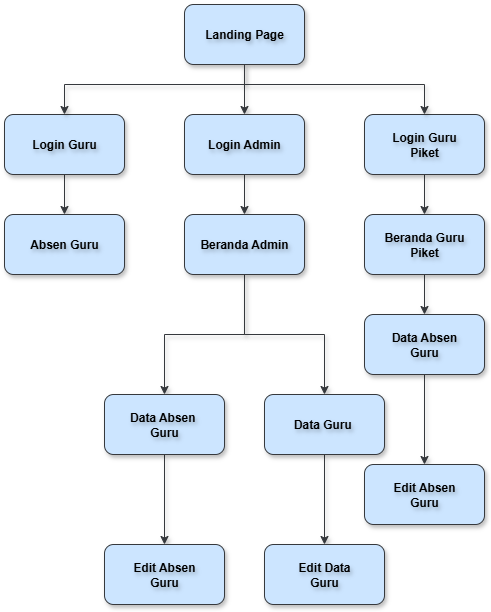 Landing Page
Login Guru
Login Admin
Login Guru
Piket
Absen Guru
Beranda Admin
Beranda Guru
Piket
Data Absen
Guru
Data Absen
Guru
Data Guru
Edit Absen
Guru
Edit Absen
Guru
Edit Data
Guru